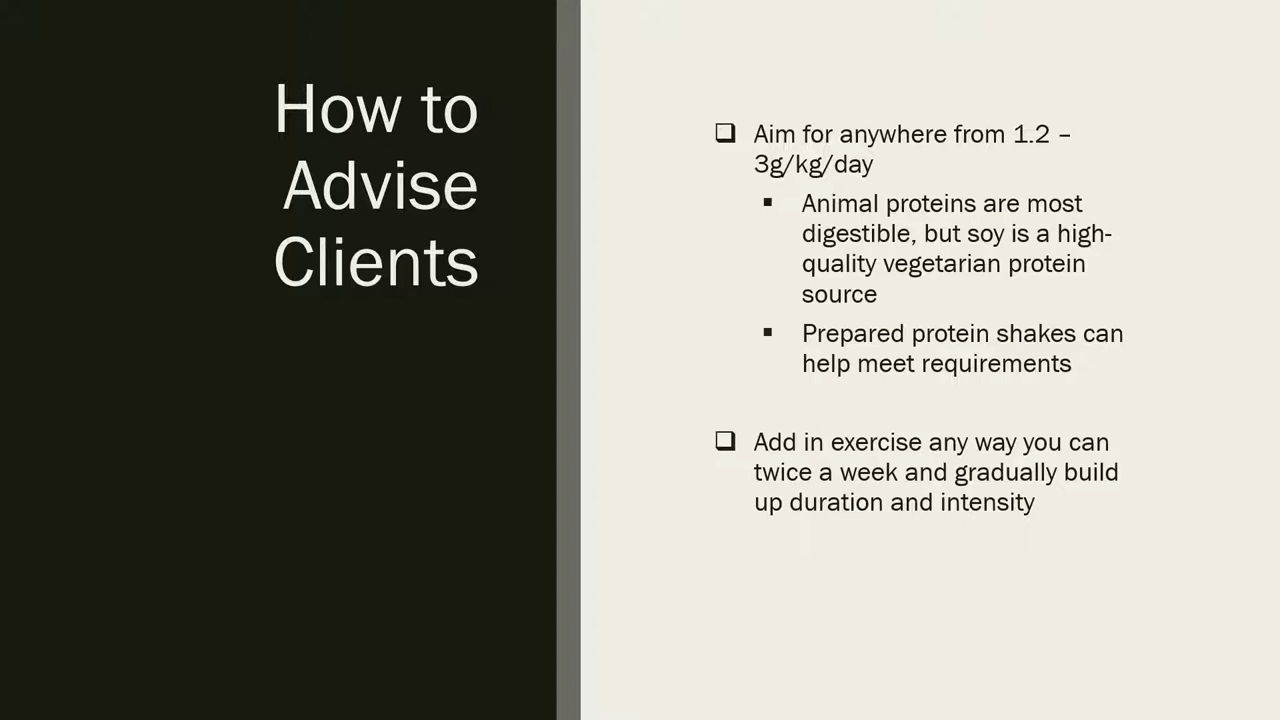 How to
Advise
Clients
Aim for anywhere from 1.2 –
3g/kg/day
Animal proteins are most
digestible, but soy is a high-
quality vegetarian protein
source
Prepared protein shakes can
help meet requirements
Add in exercise any way you can
twice a week and gradually build
up duration and intensity